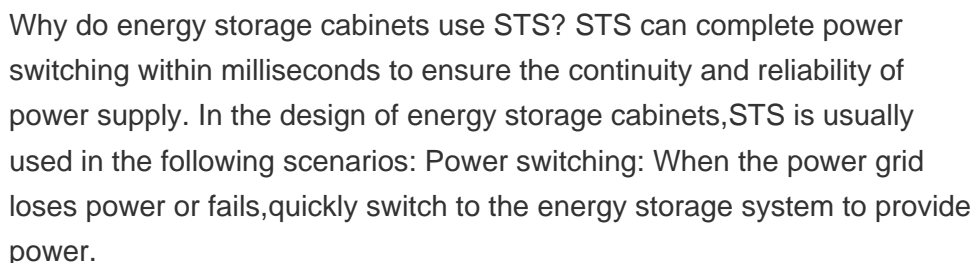 Why do energy storage cabinets use STS? STS can complete power
switching within milliseconds to ensure the continuity and reliability of
power supply. In the design of energy storage cabinets,STS is usually
used in the following scenarios: Power switching: When the power grid
loses power or fails,quickly switch to the energy storage system to provide
power.